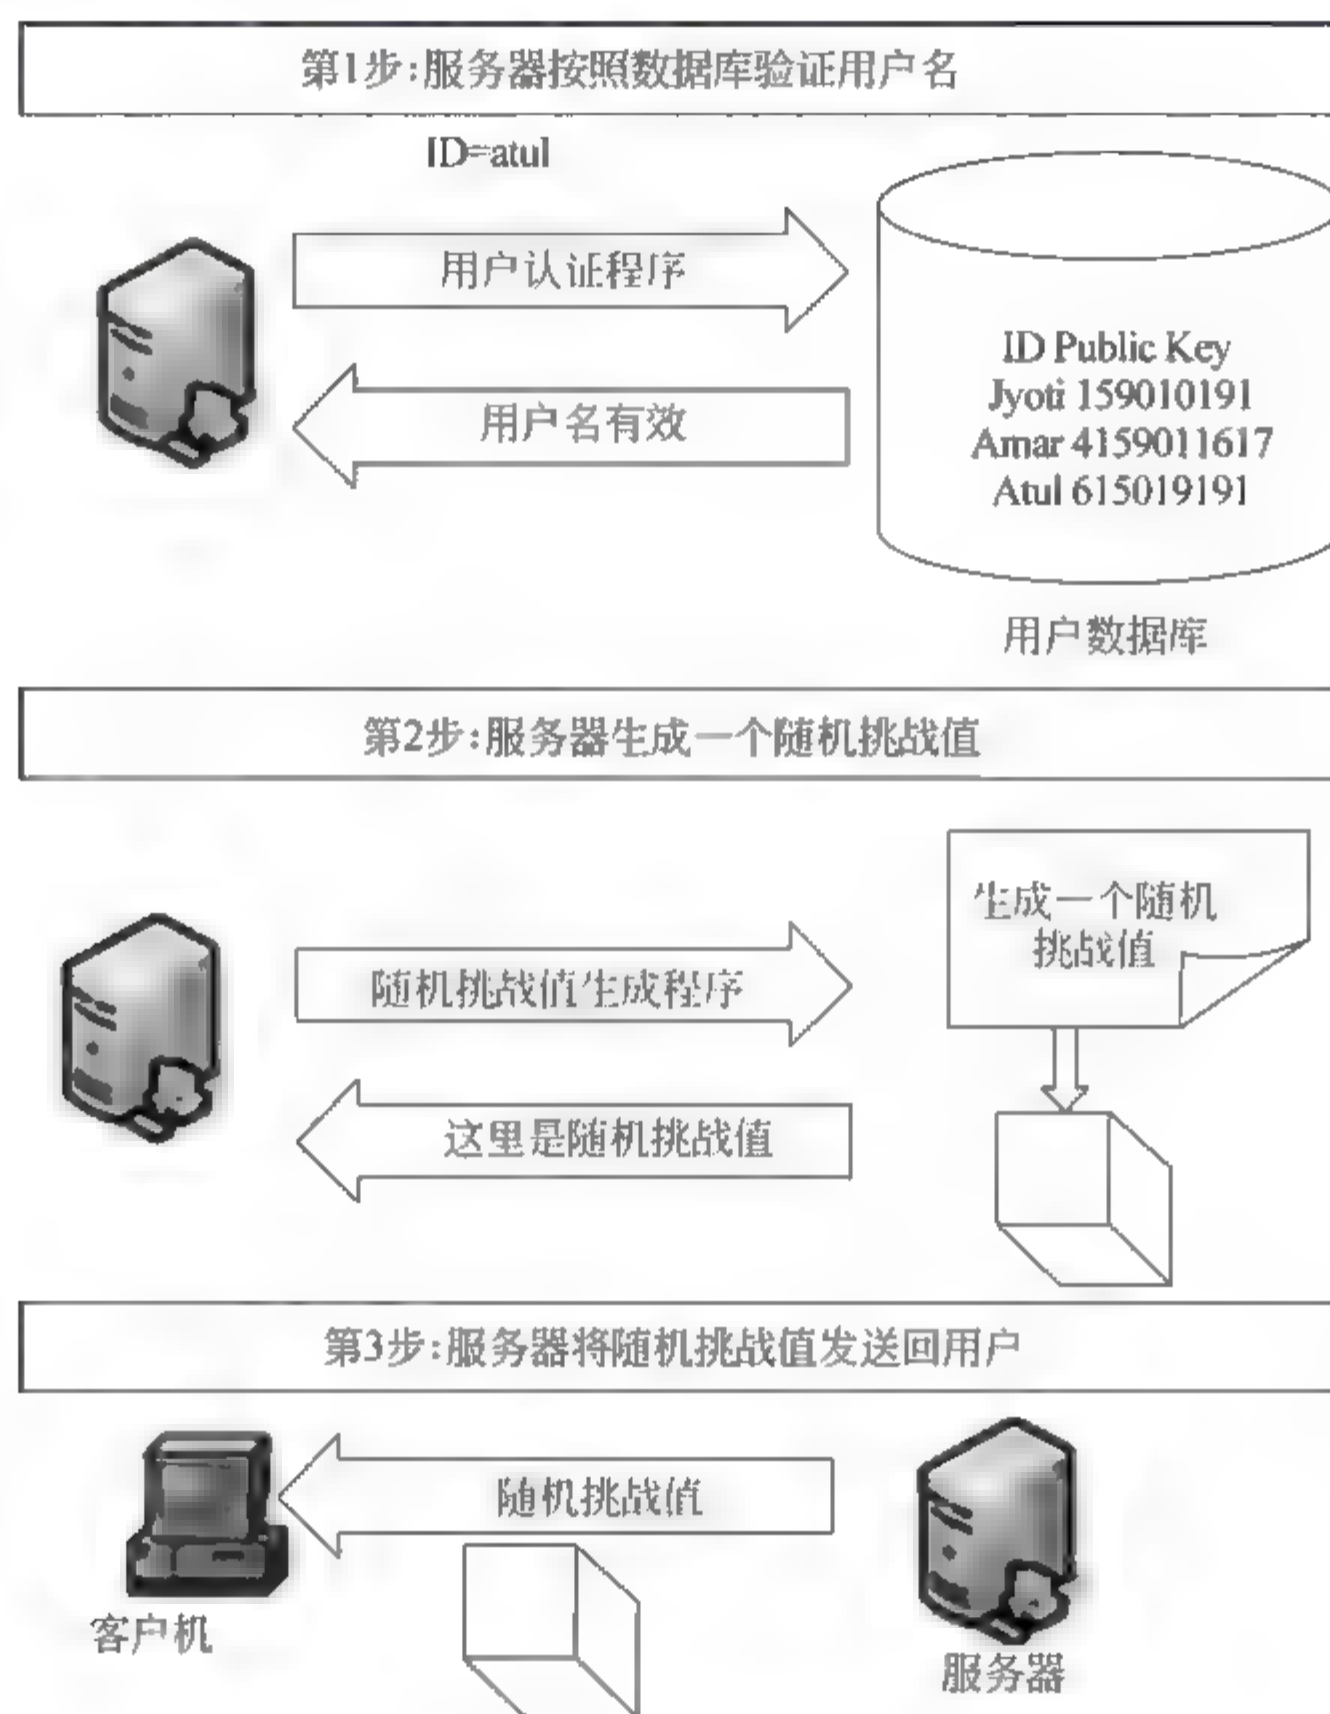 第1步:服务器按照数据库验证用户名
ID=atul
用户认证程序
用户名有效
ID Public Key
Jyoti 159010191
Amar 4159011617
Atul 615019191
用户数据库
第2步:服务器生成一个随机挑战值
生成一个随机
挑战值
随机挑战值生成程序
这里是随机挑战值
第3步:服务器将随机挑战值发送回用户
随机挑战值
客户机
服务器